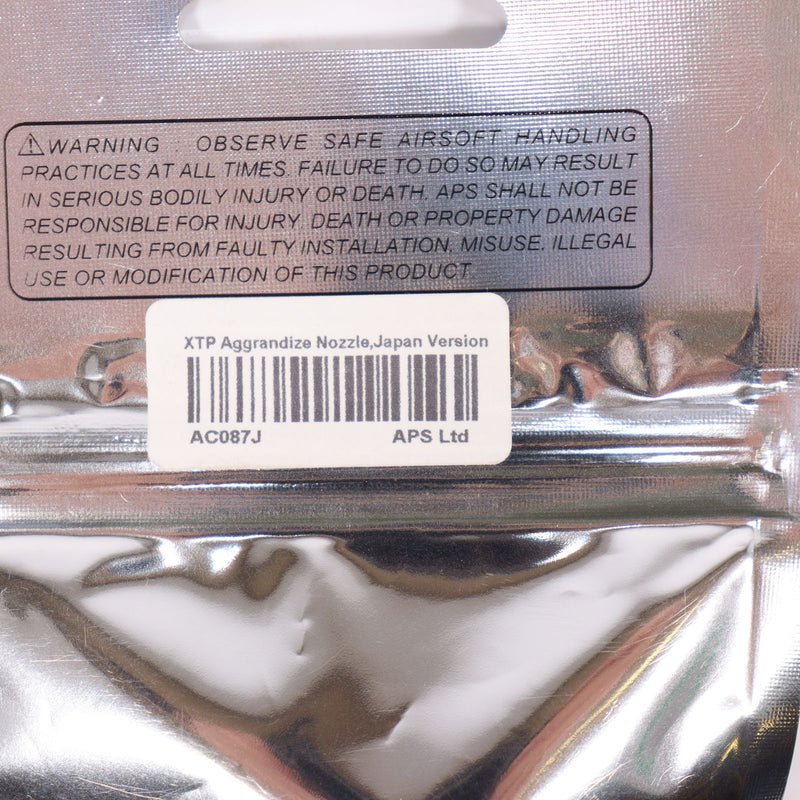 ⚠WARNING : OBSERVE SAFE AIRSOFT HANDLING
PRACTICES AT ALL TIMES. FAILURE TO DO SO MAY RESULT
IN SERIOUS BODILY INJURY OR DEATH. APS SHALL NOT BE
RESPONSIBLE FOR INJURY, DEATH OR PROPERTY DAMAGE
RESULTING FROM FAULTY INSTALLATION, MISUSE, ILLEGAL
USE OR MODIFICATION OF THIS PRODUCT.
XTP Aggrandize Nozzle,Japan Version
AC087J APS Ltd